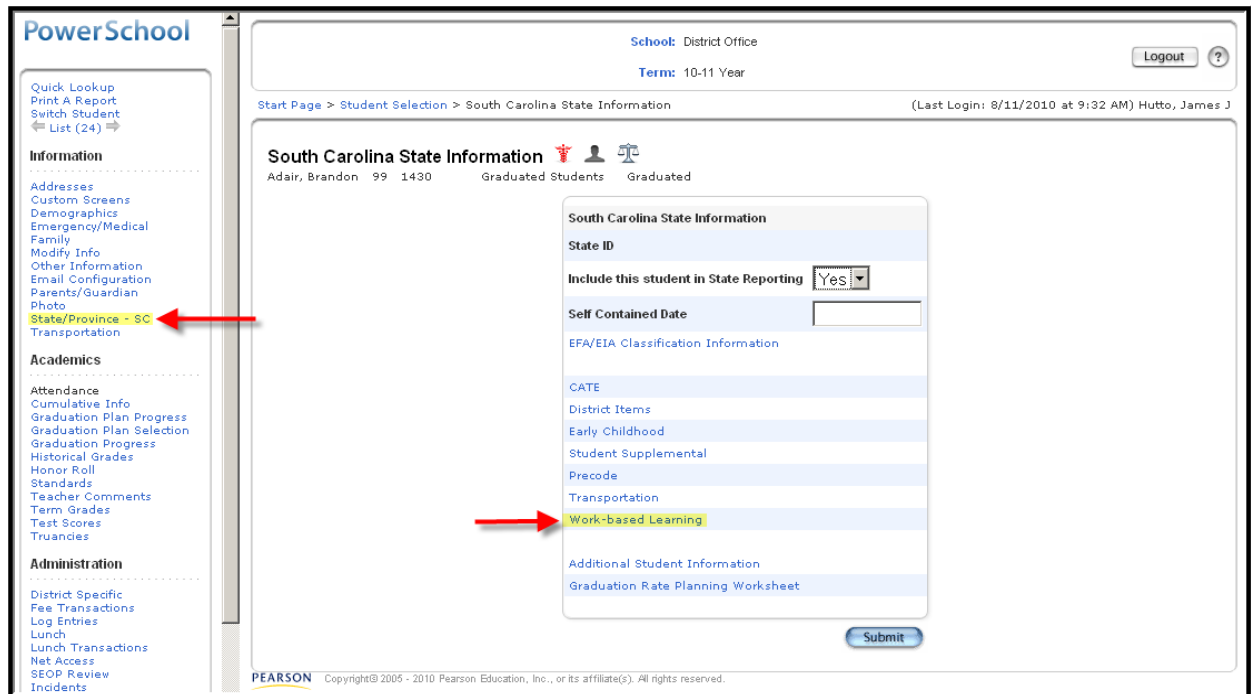 PowerSchool
Quick Lookup
Print A Report
Switch Student
List (24)
Information
Addresses
Custom Screens
Demographics
Emergency/Medical
Family
Modify Info
Other Information
Email Configuration
Parents/Guardian
Photo
State/Province - SC
Transportation
Academics
Attendance
Cumulative Info
Graduation Plan Progress
Graduation Plan Selection
Graduation Progress
Historical Grades
Honor Roll
Standards
Teacher Comments
Term Grades
Test Scores
Truancies
Administration
District Specific
Fee Transactions
Log Entries
Lunch
Lunch Transactions
Net Access
SEOP Review
Incidents
School: District Office
Term: 10-11 Year
Logout ?
Start Page > Student Selection > South Carolina State Information (Last Login: 8/11/2010 at 9:32 AM) Hutto, James J
South Carolina State Information
Adair, Brandon 99 1430 Graduated Students Graduated
South Carolina State Information
State ID
Include this student in State Reporting Yes
Self Contained Date
EFA/EIA Classification Information
CATE
District Items
Early Childhood
Student Supplemental
Precode
Transportation
Work-based Learning
Additional Student Information
Graduation Rate Planning Worksheet
Submit
PEARSON Copyright© 2005 - 2010 Pearson Education, Inc., or its affiliate(s). All rights reserved.